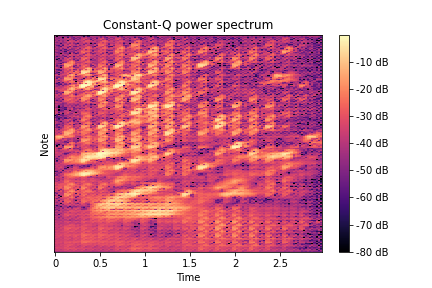 Constant-Q power spectrum
Note
0
0.5
1
1.5
2
2.5
Time
-10 dB
-20 dB
-30 dB
-40 dB
-50 dB
-60 dB
-70 dB
-80 dB